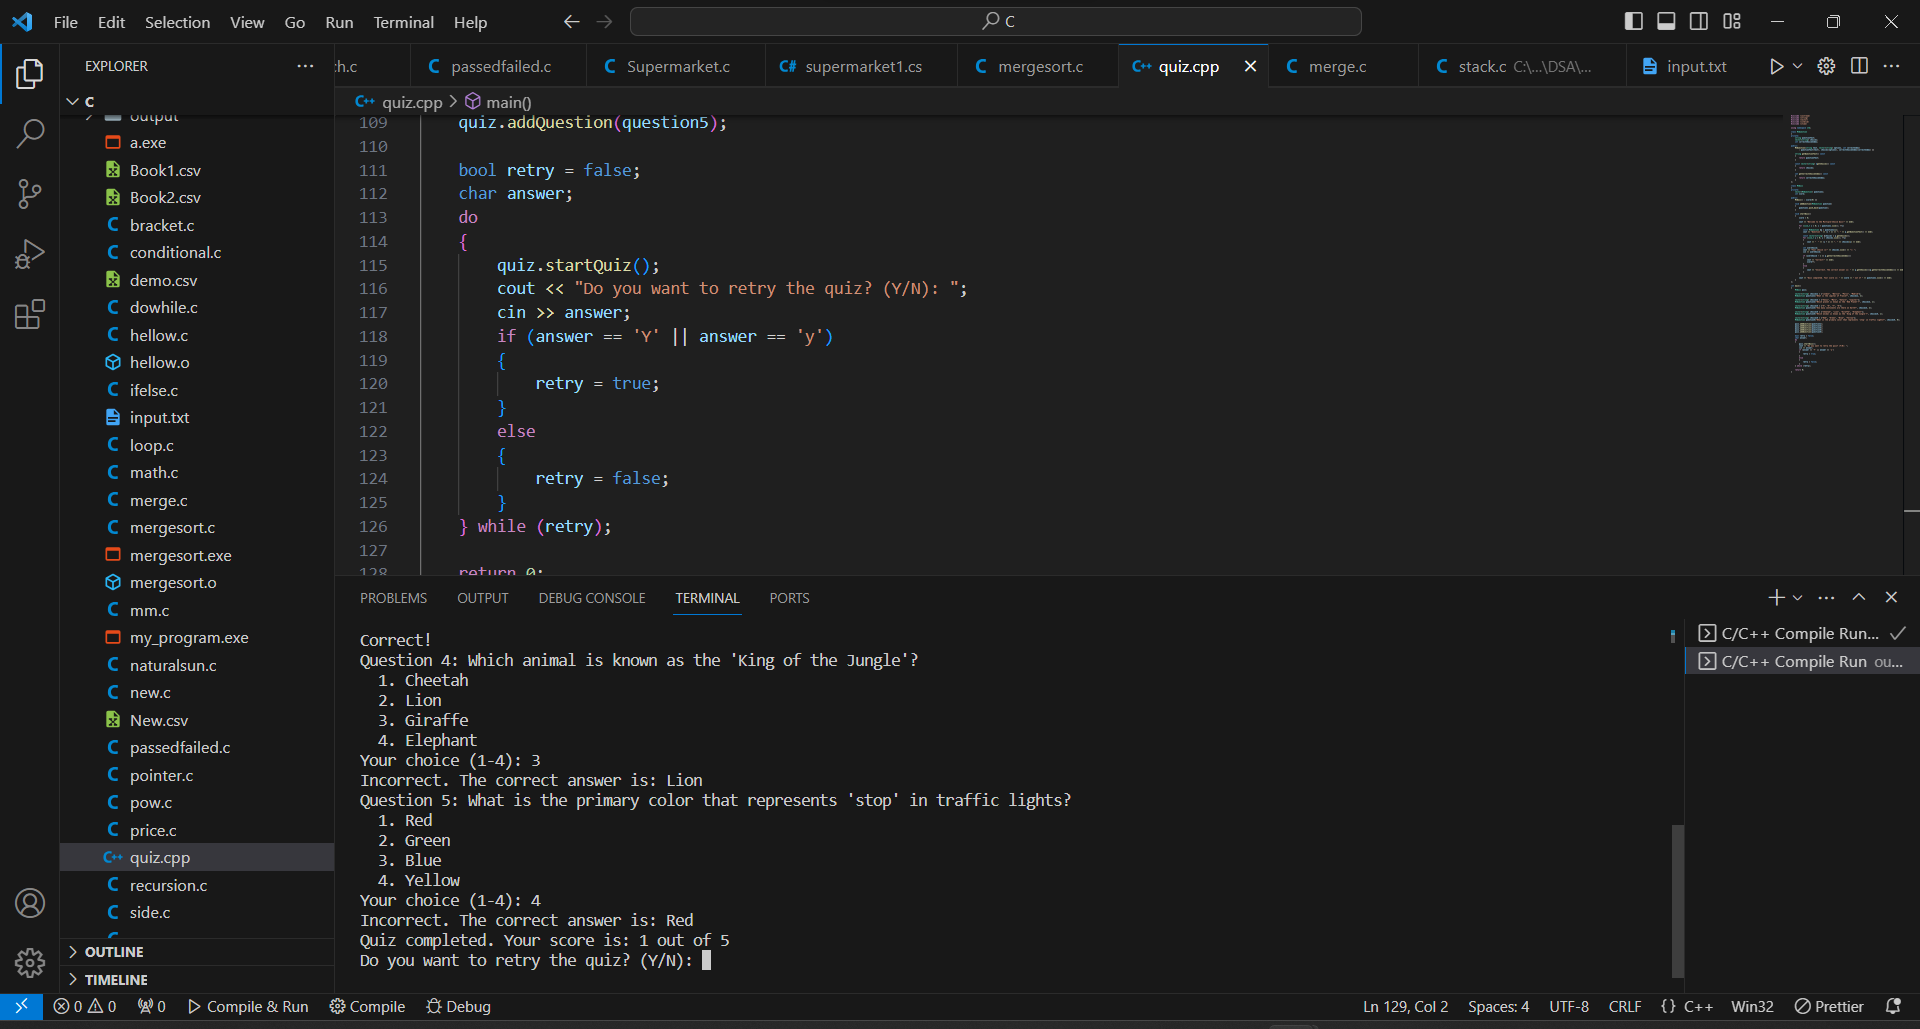 File Edit Selection View Go Run Terminal Help
C
EXPLORER
h.c
passedfailed.c
Supermarket.c
C# supermarket1.cs
mergesort.c
quiz.cpp
merge.c
stack.c C:\...\DSA\...
input.txt
C
quiz.cpp > main()
output
a.exe
Book1.csv
Book2.csv
bracket.c
conditional.c
demo.csv
dowhile.c
hellow.c
hellow.o
ifelse.c
input.txt
loop.c
math.c
merge.c
mergesort.c
mergesort.exe
mergesort.o
mm.c
my_program.exe
naturalsun.c
new.c
New.csv
passedfailed.c
pointer.c
pow.c
price.c
quiz.cpp
recursion.c
side.c
OUTLINE
TIMELINE
109 quiz.addQuestion(question5);
110
111 bool retry = false;
112 char answer;
113 do
114 {
115 quiz.startQuiz();
116 cout << "Do you want to retry the quiz? (Y/N): ";
117 cin >> answer;
118 if (answer == 'Y' || answer == 'y')
119 {
120 retry = true;
121 }
122 else
123 {
124 retry = false;
125 }
126 } while (retry);
127
128 return 0;
PROBLEMS OUTPUT DEBUG CONSOLE TERMINAL PORTS
C/C++ Compile Run...
C/C++ Compile Run ou...
Correct!
Question 4: Which animal is known as the 'King of the Jungle'?
1. Cheetah
2. Lion
3. Giraffe
4. Elephant
Your choice (1-4): 3
Incorrect. The correct answer is: Lion
Question 5: What is the primary color that represents 'stop' in traffic lights?
1. Red
2. Green
3. Blue
4. Yellow
Your choice (1-4): 4
Incorrect. The correct answer is: Red
Quiz completed. Your score is: 1 out of 5
Do you want to retry the quiz? (Y/N):
0 0 0 Compile & Run Compile Debug
Ln 129, Col 2 Spaces: 4 UTF-8 CRLF {} C++ Win32 Prettier